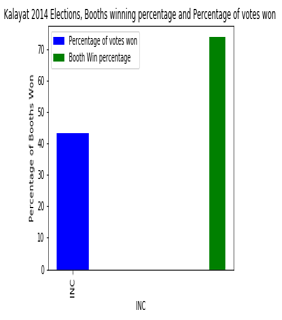 Kalayat 2014 Elections, Booths winning percentage and Percentage of votes won
Percentage of votes won
Booth Win percentage
Percentage of Booths Won
70
60
50
40
30
20
10
0
INC
INC